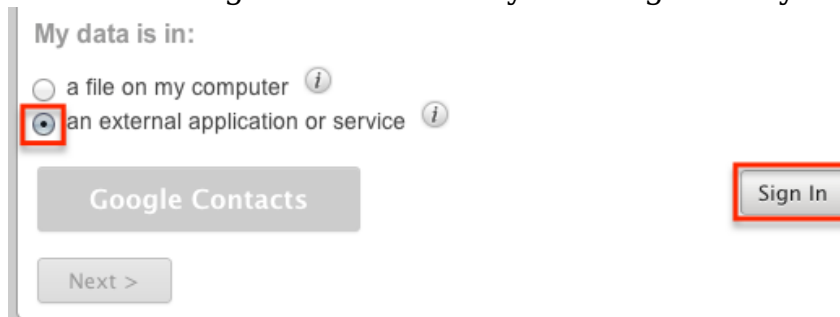 My data is in:
a file on my computer i
an external application or service i
Google Contacts
Sign In
Next >